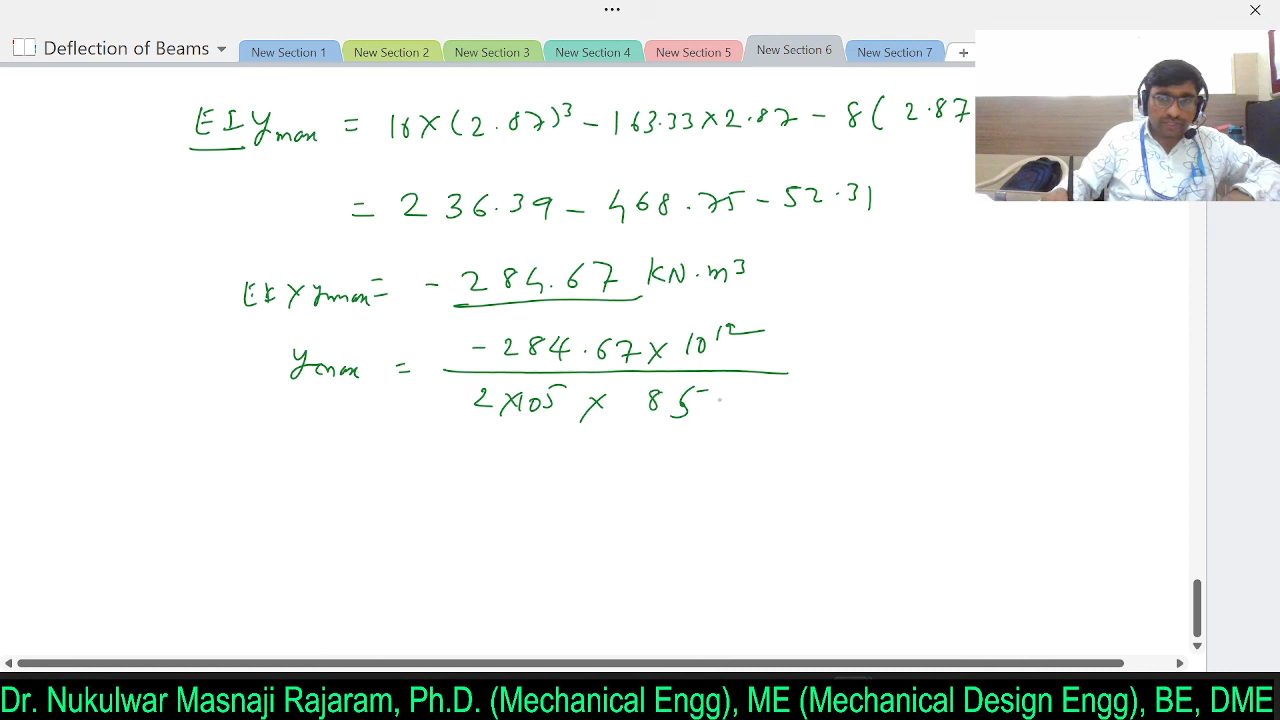 Deflection of Beams
New Section 1 New Section 2 New Section 3 New Section 4 New Section 5 New Section 6 New Section 7 +
EI ymax = 16 × (2.87)³ - 163.33 × 2.87 - 8( 2.87
= 236.39 - 468.75 - 52.31
EI × ymax = - 284.67 kN.m³
ymax = - 284.67 × 10¹²
2 × 10⁵ × 85
Dr. Nukulwar Masnaji Rajaram, Ph.D. (Mechanical Engg), ME (Mechanical Design Engg), BE, DME